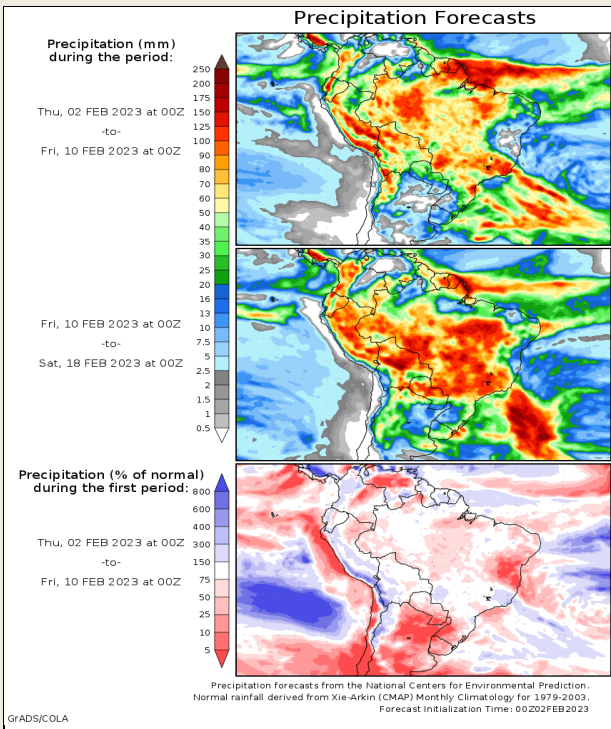 Precipitation Forecasts
Precipitation (mm)
during the period:
Thu, 02 FEB 2023 at 00Z
-to-
Fri, 10 FEB 2023 at 00Z
250
200
175
150
125
100
90
80
70
60
50
40
35
30
25
20
16
13
10
7.5
5
2.5
2
1.5
1
0.5
Fri, 10 FEB 2023 at 00Z
-to-
Sat, 18 FEB 2023 at 00Z
Precipitation (% of normal)
during the first period:
Thu, 02 FEB 2023 at 00Z
-to-
Fri, 10 FEB 2023 at 00Z
800
600
400
300
150
75
50
25
10
5
Precipitation forecasts from the National Centers for Environmental Prediction.
Normal rainfall derived from Xie-Arkin (CMAP) Monthly Climatology for 1979-2003.
Forecast Initialization Time: 00Z02FEB2023
GrADS/COLA